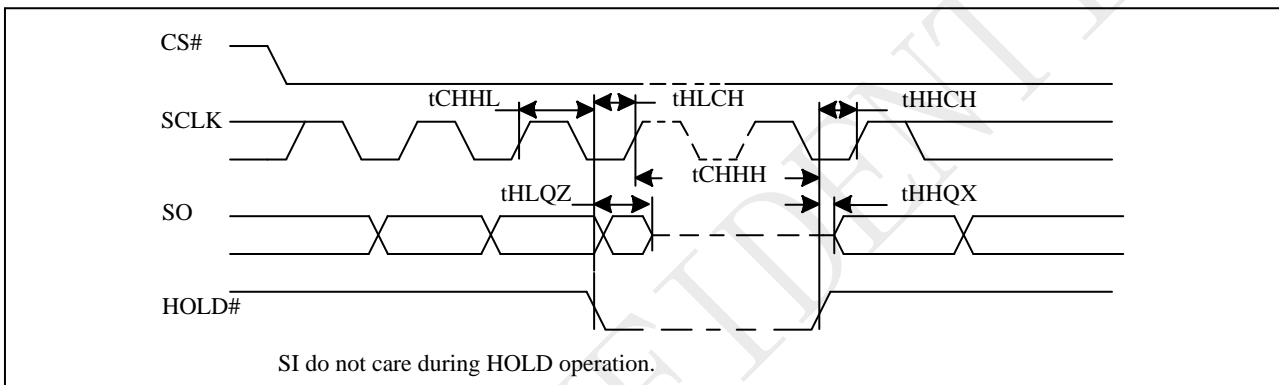 CS#
tCHHL
tHLCH
tHHCH
SCLK
tCHHH
tHLQZ
tHHQX
SO
HOLD#
SI do not care during HOLD operation.